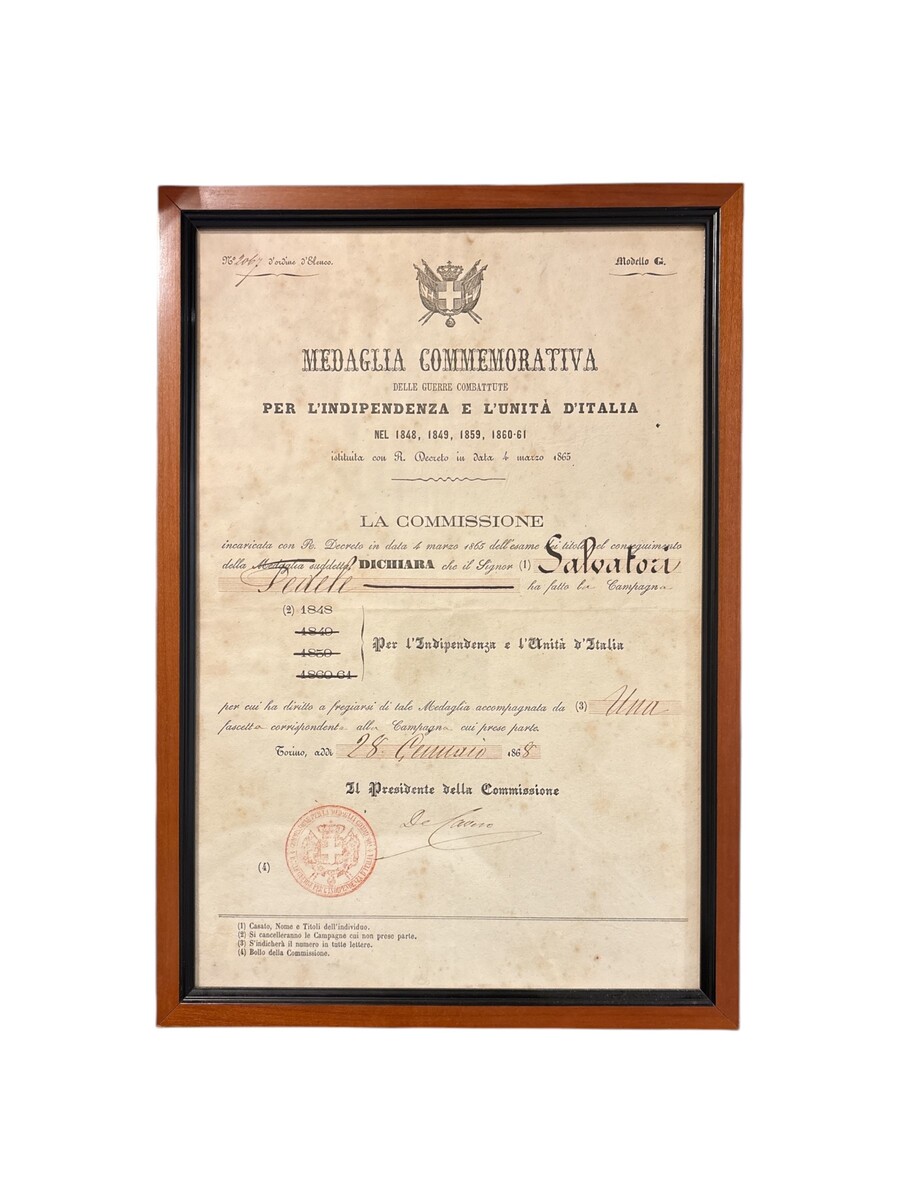 Nº 2067 d'ordine d'Elenco.
Modello G.
MEDAGLIA COMMEMORATIVA
DELLE GUERRE COMBATTUTE
PER L'INDIPENDENZA E L'UNITÀ D'ITALIA
NEL 1848, 1849, 1859, 1860-61
istituita con R. Decreto in data 4 marzo 1865
LA COMMISSIONE
incaricata con R. Decreto in data 4 marzo 1865 dell'esame dei titoli pel conseguimento
della Medaglia suddetta, DICHIARA che il Signor (1) Salvatori
Fedele ha fatto la Campagna
(2) 1848
1849
1859
1860-61
Per l'Indipendenza e l'Unità d'Italia
per cui ha diritto a fregiarsi di tale Medaglia accompagnata da (3) Una
fascetta corrispondente alla Campagna cui prese parte.
Torino, addì 28 Gennaio 1868
Il Presidente della Commissione
(4)
(1) Casato, Nome e Titoli dell'individuo.
(2) Si cancelleranno le Campagne cui non prese parte.
(3) S'indicherà il numero in tutte lettere.
(4) Bollo della Commissione.